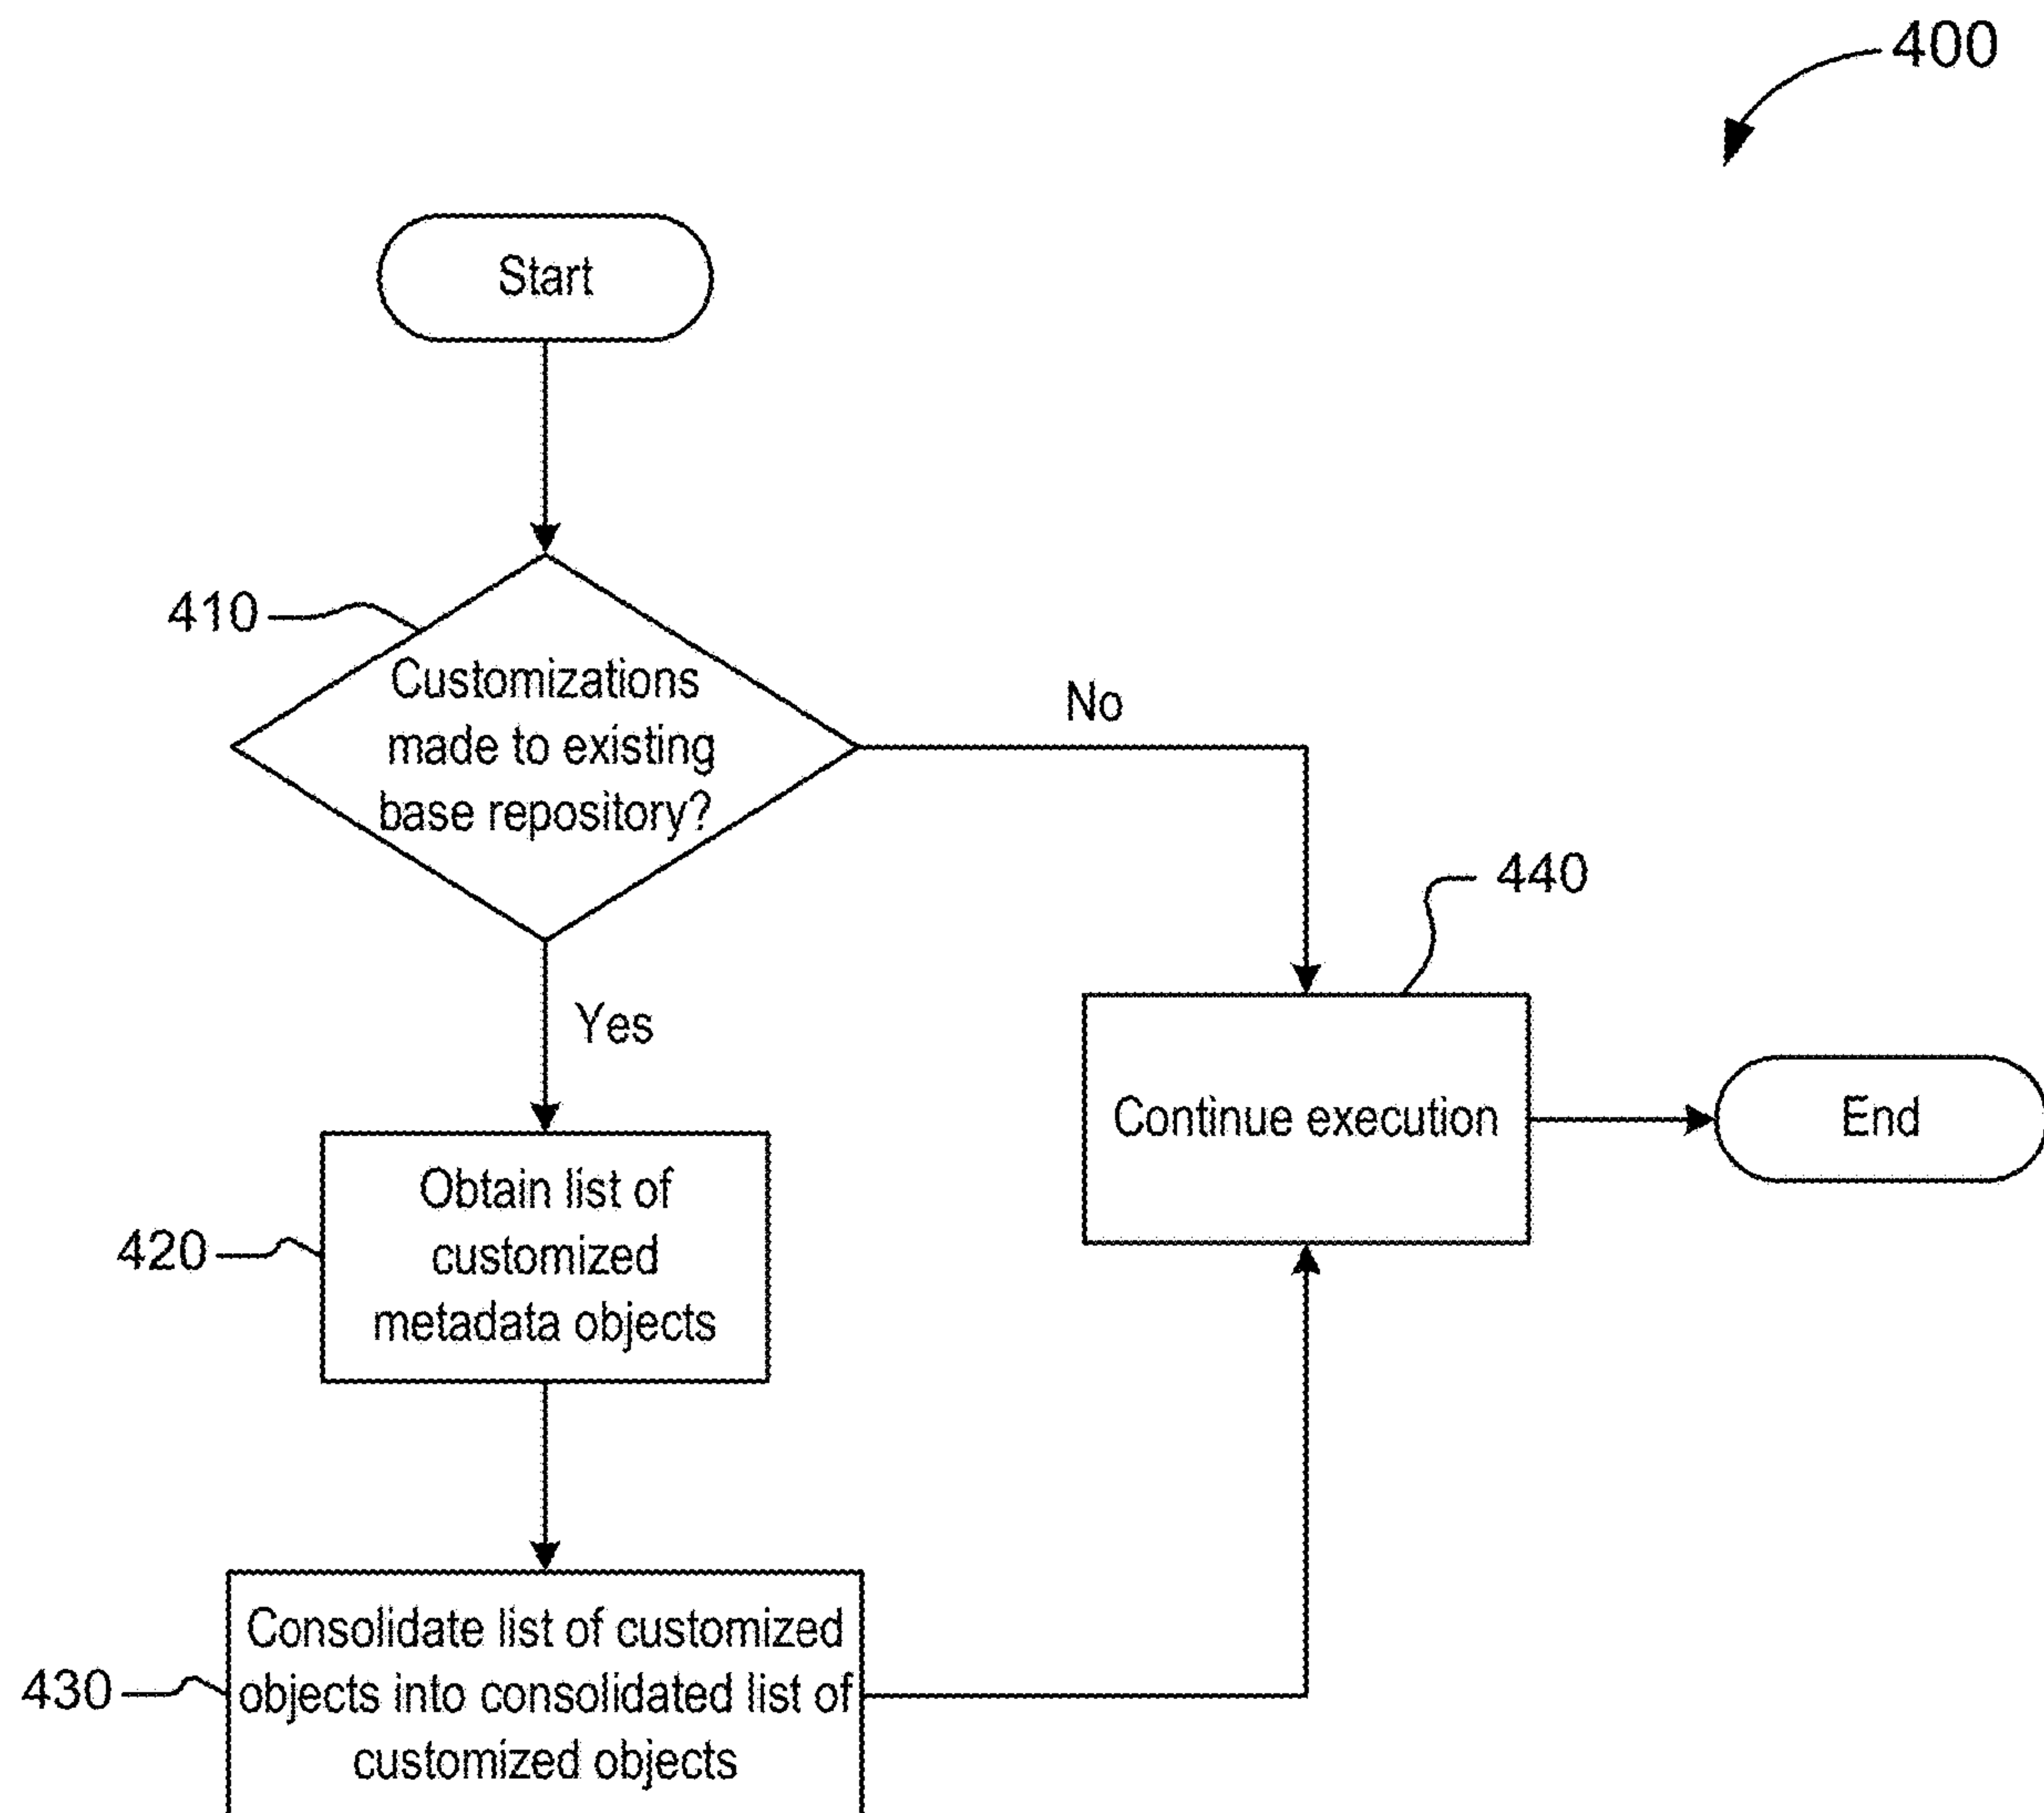 400
Start
410
Customizations
made to existing
base repository?
No
Yes
440
Continue execution
End
420
Obtain list of
customized
metadata objects
430
Consolidate list of customized
objects into consolidated list of
customized objects